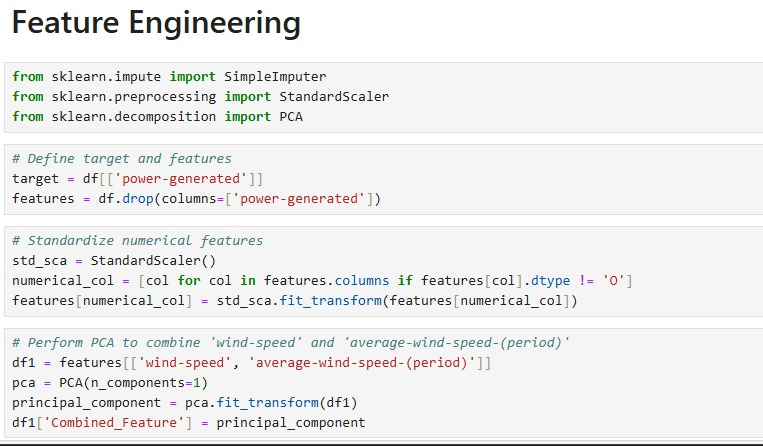 Feature Engineering
from sklearn.impute import SimpleImputer
from sklearn.preprocessing import StandardScaler
from sklearn.decomposition import PCA
# Define target and features
target = df[['power-generated']]
features = df.drop(columns=['power-generated'])
# Standardize numerical features
std_sca = StandardScaler()
numerical_col = [col for col in features.columns if features[col].dtype != 'O']
features[numerical_col] = std_sca.fit_transform(features[numerical_col])
# Perform PCA to combine 'wind-speed' and 'average-wind-speed-(period)'
df1 = features[['wind-speed', 'average-wind-speed-(period)']]
pca = PCA(n_components=1)
principal_component = pca.fit_transform(df1)
df1['Combined_Feature'] = principal_component